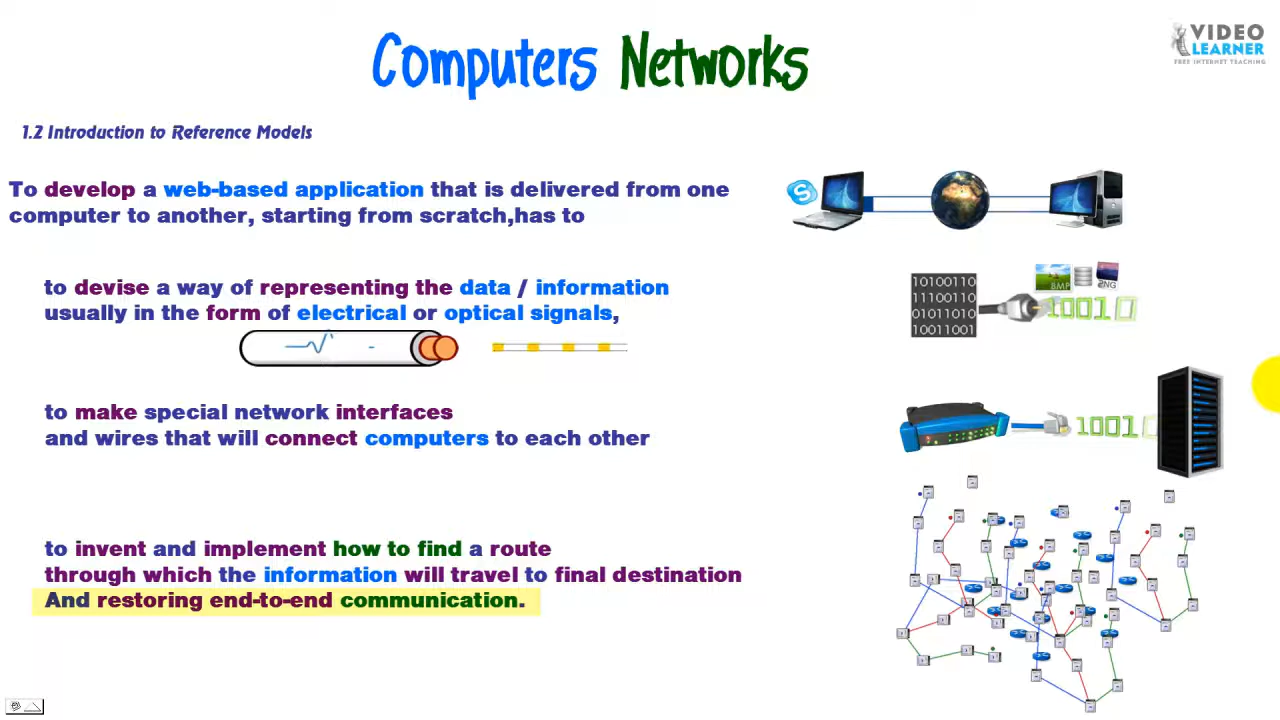 Computers Networks
VIDEO
LEARNER
FREE INTERNET TEACHING
1.2 Introduction to Reference Models
To develop a web-based application that is delivered from one
computer to another, starting from scratch,has to
to devise a way of representing the data / information
usually in the form of electrical or optical signals,
10100110
11100110
01011010
10011001
BMP
PNG
10010
to make special network interfaces
and wires that will connect computers to each other
10010
to invent and implement how to find a route
through which the information will travel to final destination
And restoring end-to-end communication.